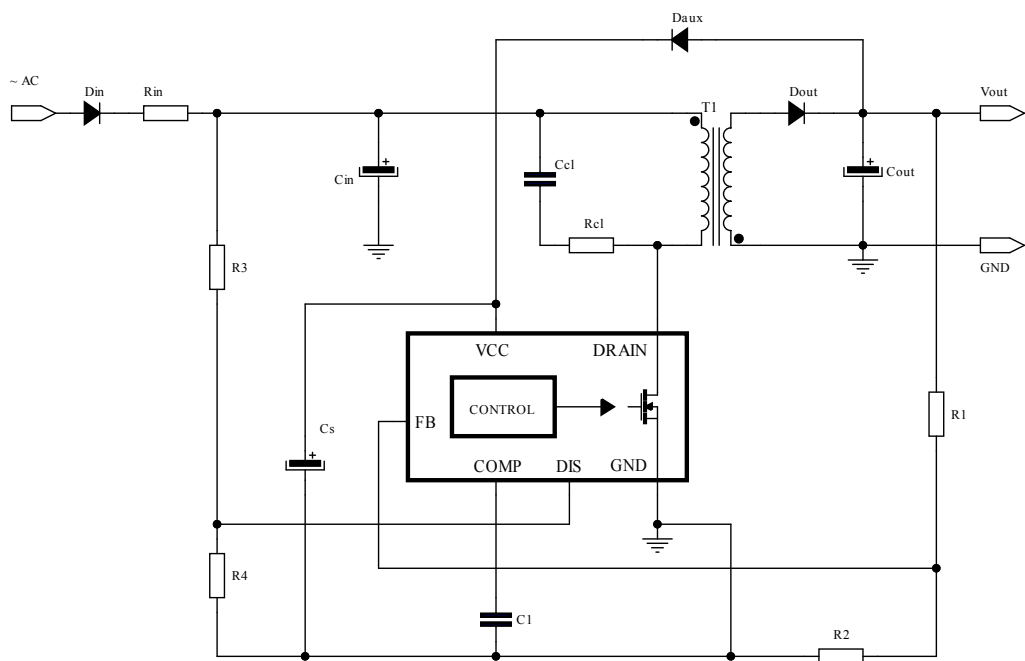 Daux
~ AC
Din
Rin
T1
Dout
Vout
Ccl
Cin
+
+
Cout
Rcl
R3
GND
VCC
DRAIN
CONTROL
FB
R1
Cs
+
COMP
DIS
GND
R4
C1
R2